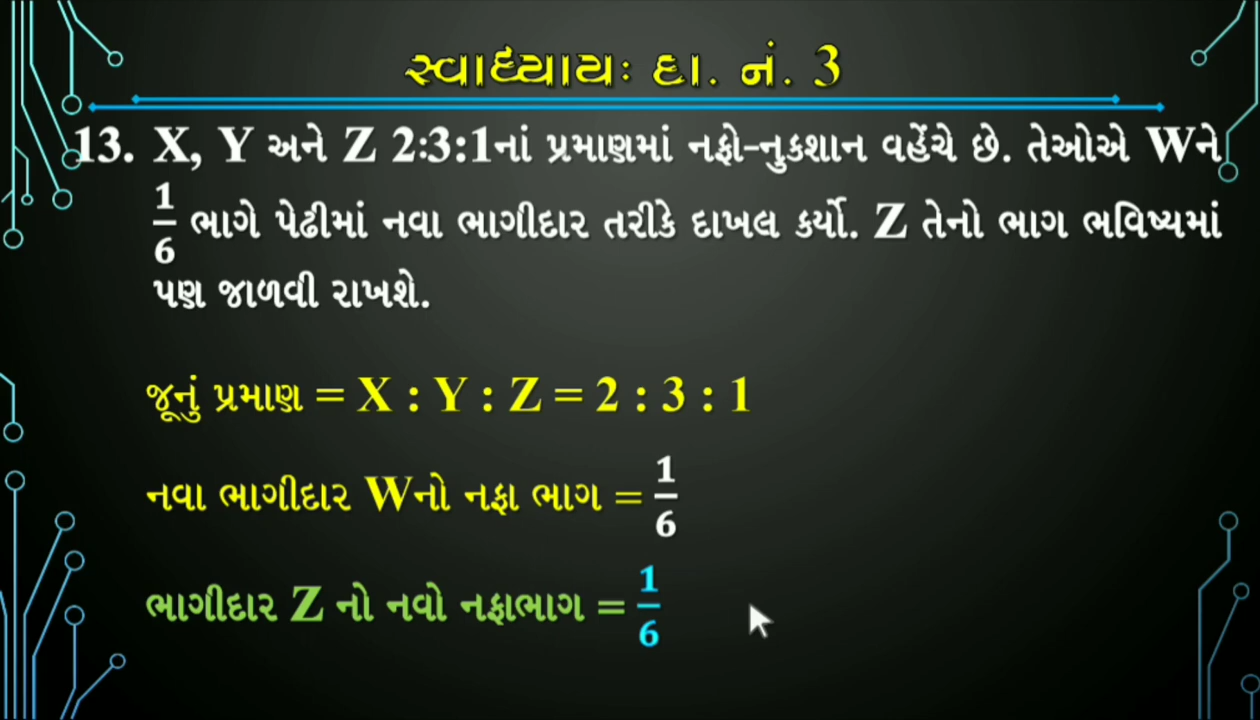 સ્વાધ્યાયઃ દા. નં. 3
13. X, Y અને Z 2:3:1નાં પ્રમાણમાં નફો-નુકશાન વહેંચે છે. તેઓએ Wને
1/6 ભાગે પેઢીમાં નવા ભાગીદાર તરીકે દાખલ કર્યો. Z તેનો ભાગ ભવિષ્યમાં
પણ જાળવી રાખશે.
જૂનું પ્રમાણ = X : Y : Z = 2 : 3 : 1
નવા ભાગીદાર Wનો નફા ભાગ = 1/6
ભાગીદાર Z નો નવો નફાભાગ = 1/6